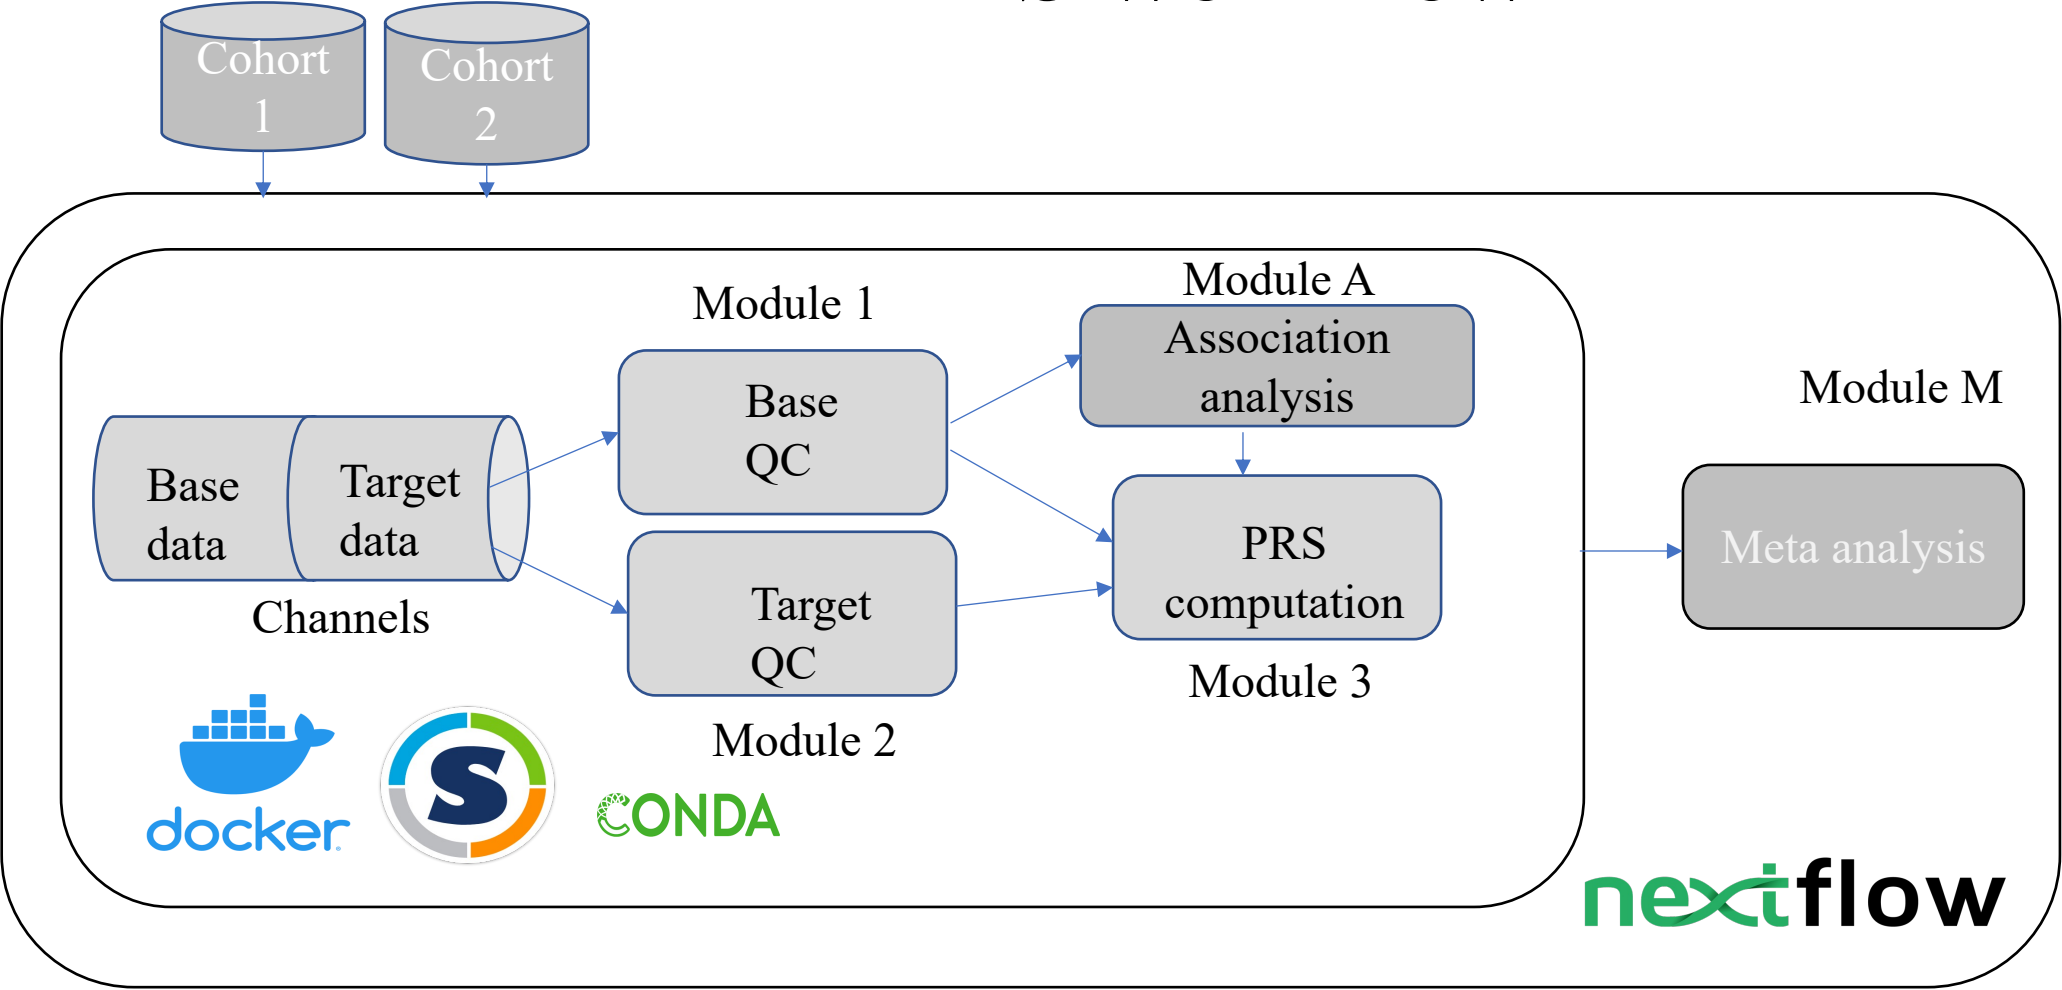 Cohort
1
Cohort
2
Module 1
Module A
Association
analysis
Module M
Base
QC
Base
data
Target
data
PRS
computation
Meta analysis
Channels
Target
QC
Module 3
Module 2
docker
S
CONDA
nextflow